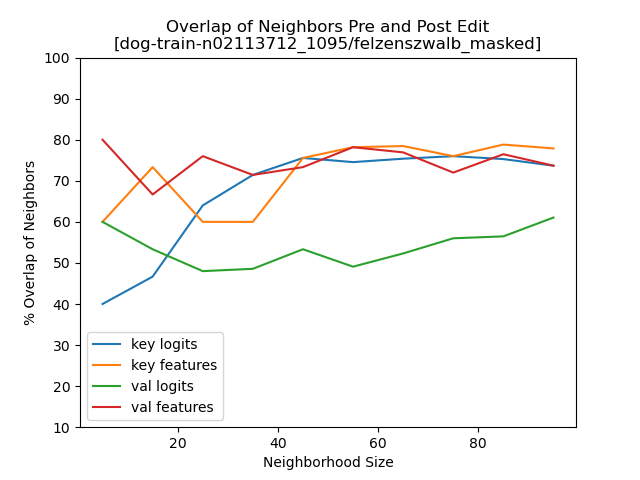 Overlap of Neighbors Pre and Post Edit
[dog-train-n02113712_1095/felzenszwalb_masked]
% Overlap of Neighbors
100
90
80
70
60
50
40
30
20
10
key logits
key features
val logits
val features
20
40
60
80
Neighborhood Size